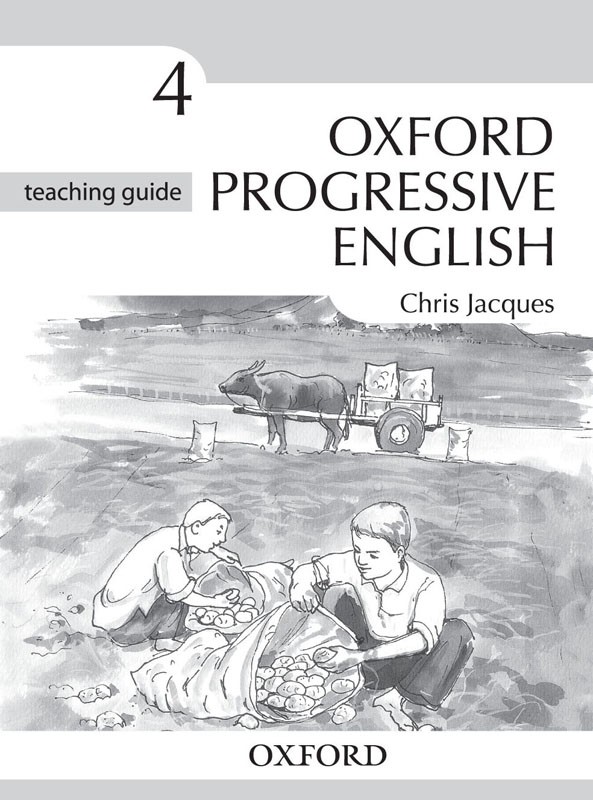 4
teaching guide
OXFORD
PROGRESSIVE
ENGLISH
Chris Jacques
OXFORD